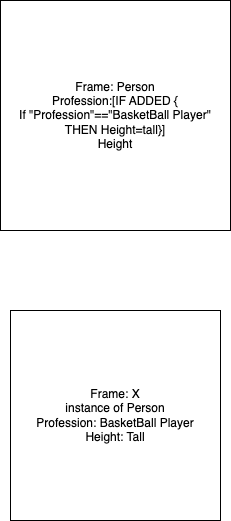 Frame: Person
Profession:[IF ADDED {
If "Profession"=="BasketBall Player"
THEN Height=tall}]
Height
Frame: X
instance of Person
Profession: BasketBall Player
Height: Tall